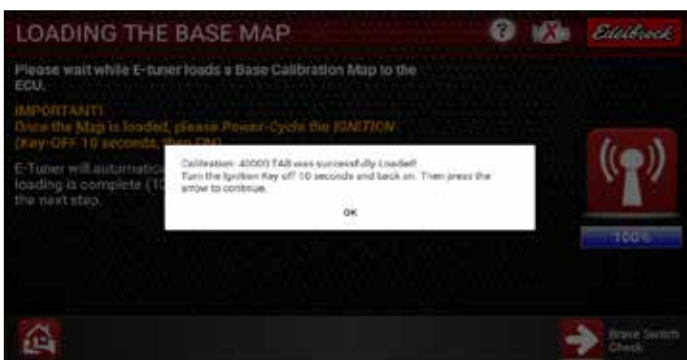 LOADING THE BASE MAP
?
Edelbrock
Please wait while E-tuner loads a Base Calibration Map to the
ECU.
IMPORTANT!
Once the Map is loaded, please Power-Cycle the IGNITION
(Key-OFF 10 seconds, then ON)
E-Tuner will automatica
loading is complete (10
the next step.
Calibration: 40000.TAB was successfully Loaded!
Turn the Ignition Key off 10 seconds and back on. Then press the
arrow to continue.
OK
100%
Brake Switch
Check